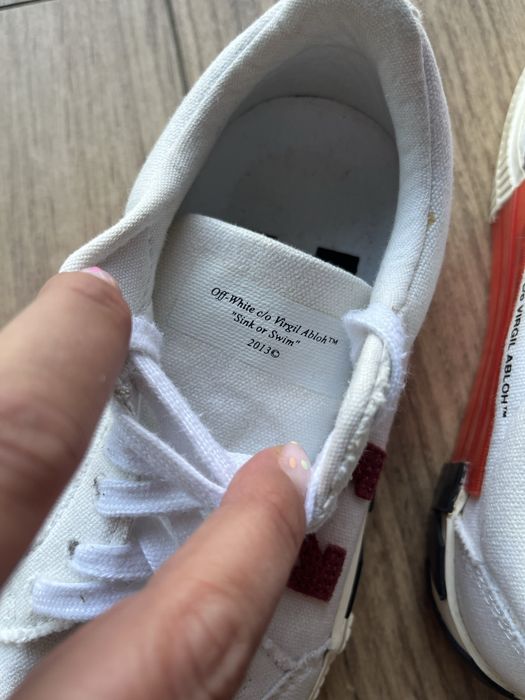 Off-White c/o Virgil Abloh™
"Sink or Swim"
2013©
VIRGIL ABLOH™